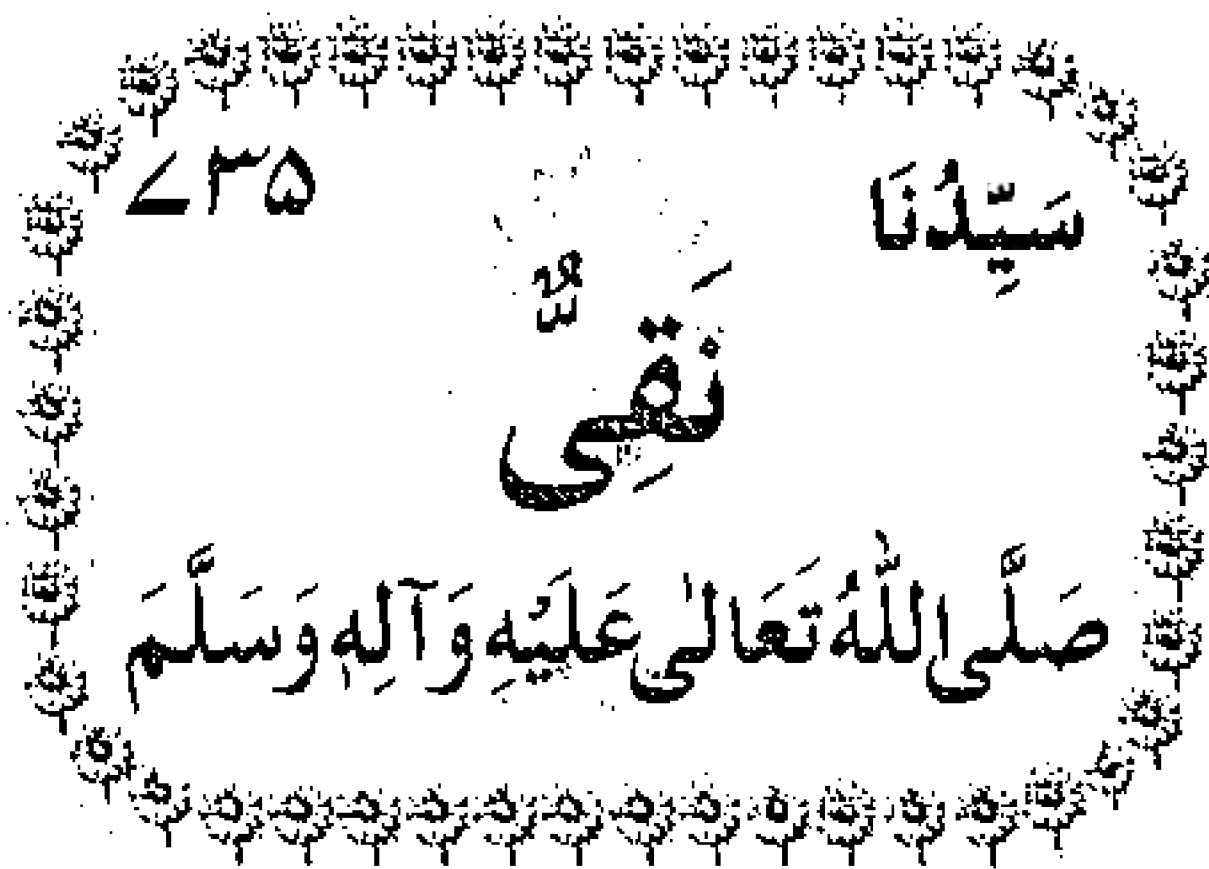 سَيِّدُنَا ۷۳۵
نَقِیٌّ
صَلَّی اللّٰهُ تَعَالٰی عَلَيْهِ وَآلِهٖ وَسَلَّمَ